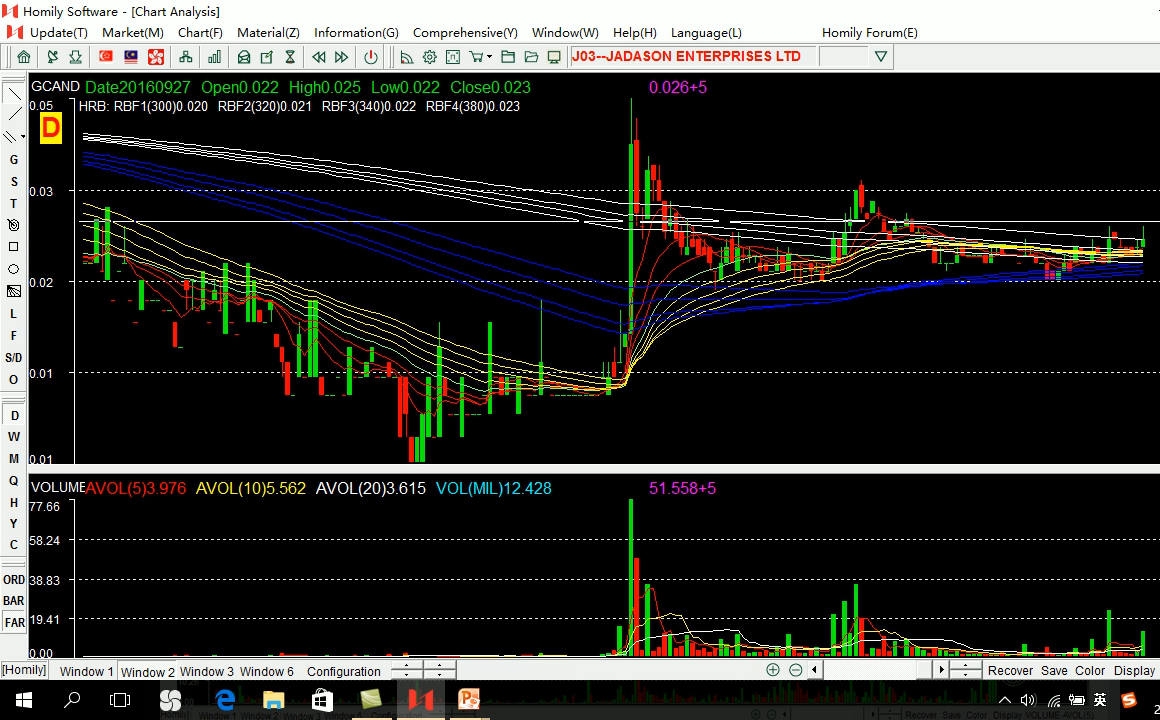 Homily Software - [Chart Analysis]
Update(T) Market(M) Chart(F) Material(Z) Information(G) Comprehensive(Y) Window(W) Help(H) Language(L) Homily Forum(E)
J03--JADASON ENTERPRISES LTD
GCAND Date20160927 Open0.022 High0.025 Low0.022 Close0.023 0.026+5
0.05 HRB: RBF1(300)0.020 RBF2(320)0.021 RBF3(340)0.022 RBF4(380)0.023
D
G
S
T
0.03
0.02
L
F
S/D
0.01
O
D
W
M
0.01
Q
VOLUME AVOL(5)3.976 AVOL(10)5.562 AVOL(20)3.615 VOL(MIL)12.428 51.558+5
H
77.66
Y
58.24
C
ORD
38.83
BAR
FAR
19.41
0.00
[Homily] Window 1 Window 2 Window 3 Window 6 Configuration Recover Save Color Display
英
2